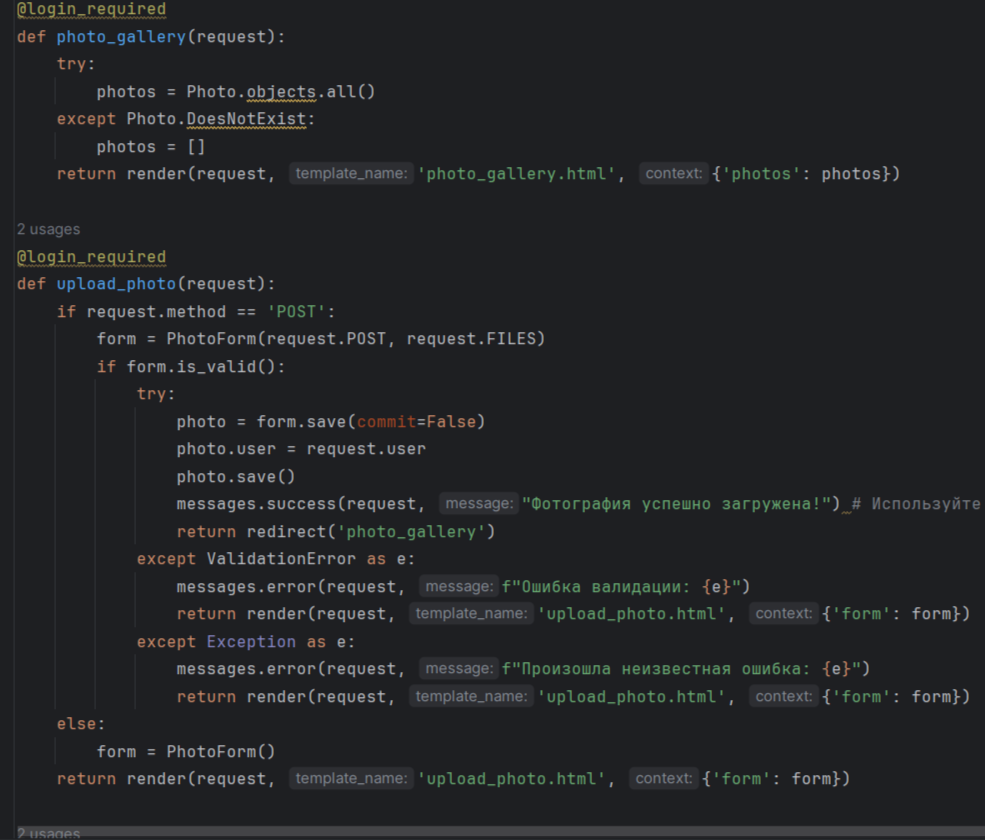 @login_required
def photo_gallery(request):
    try:
        photos = Photo.objects.all()
    except Photo.DoesNotExist:
        photos = []
    return render(request, template_name: 'photo_gallery.html', context: {'photos': photos})
2 usages
@login_required
def upload_photo(request):
    if request.method == 'POST':
        form = PhotoForm(request.POST, request.FILES)
        if form.is_valid():
            try:
                photo = form.save(commit=False)
                photo.user = request.user
                photo.save()
                messages.success(request, message: "Фотография успешно загружена!") # Используйте
                return redirect('photo_gallery')
            except ValidationError as e:
                messages.error(request, message: f"Ошибка валидации: {e}")
                return render(request, template_name: 'upload_photo.html', context: {'form': form})
            except Exception as e:
                messages.error(request, message: f"Произошла неизвестная ошибка: {e}")
                return render(request, template_name: 'upload_photo.html', context: {'form': form})
    else:
        form = PhotoForm()
    return render(request, template_name: 'upload_photo.html', context: {'form': form})
2 usages